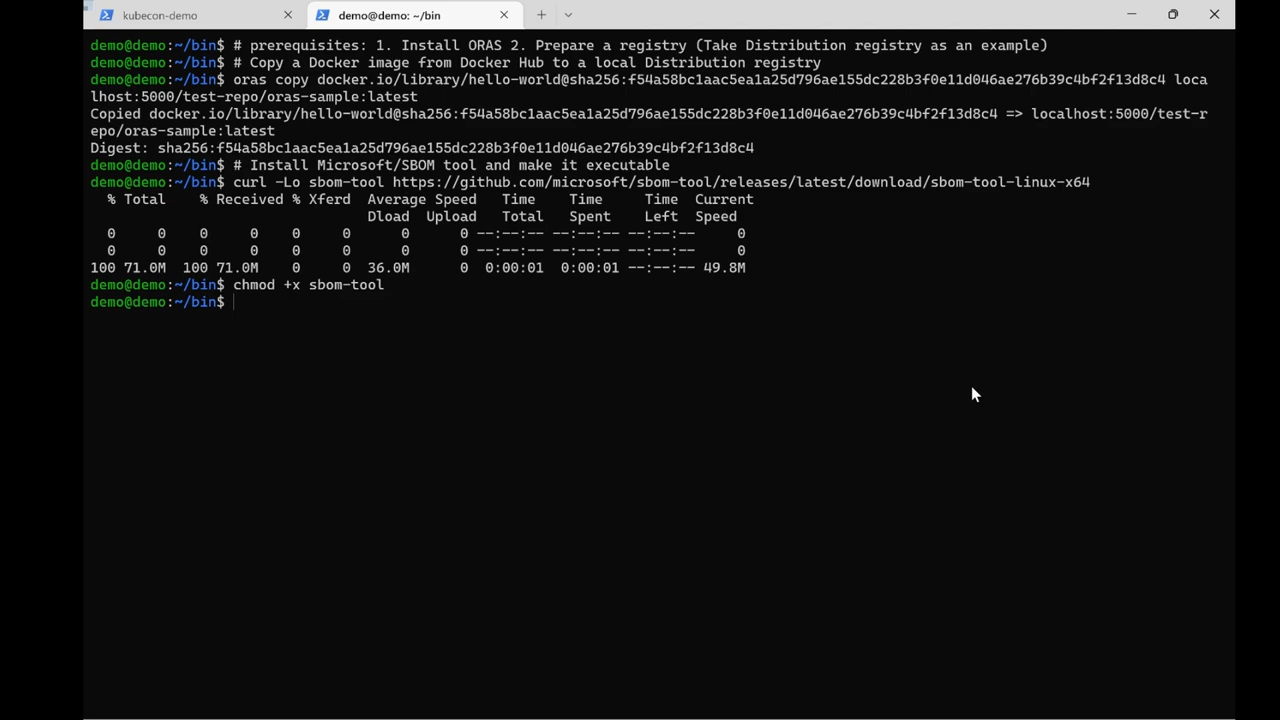 kubecon-demo
demo@demo: ~/bin
demo@demo:~/bin$ # prerequisites: 1. Install ORAS 2. Prepare a registry (Take Distribution registry as an example)
demo@demo:~/bin$ # Copy a Docker image from Docker Hub to a local Distribution registry
demo@demo:~/bin$ oras copy docker.io/library/hello-world@sha256:f54a58bc1aac5ea1a25d796ae155dc228b3f0e11d046ae276b39c4bf2f13d8c4 loca
lhost:5000/test-repo/oras-sample:latest
Copied docker.io/library/hello-world@sha256:f54a58bc1aac5ea1a25d796ae155dc228b3f0e11d046ae276b39c4bf2f13d8c4 => localhost:5000/test-r
epo/oras-sample:latest
Digest: sha256:f54a58bc1aac5ea1a25d796ae155dc228b3f0e11d046ae276b39c4bf2f13d8c4
demo@demo:~/bin$ # Install Microsoft/SBOM tool and make it executable
demo@demo:~/bin$ curl -Lo sbom-tool https://github.com/microsoft/sbom-tool/releases/latest/download/sbom-tool-linux-x64
% Total % Received % Xferd Average Speed Time Time Time Current
Dload Upload Total Spent Left Speed
0 0 0 0 0 0 0 0 --:--:-- --:--:-- --:--:-- 0
0 0 0 0 0 0 0 0 --:--:-- --:--:-- --:--:-- 0
100 71.0M 100 71.0M 0 0 36.0M 0 0:00:01 0:00:01 --:--:-- 49.8M
demo@demo:~/bin$ chmod +x sbom-tool
demo@demo:~/bin$